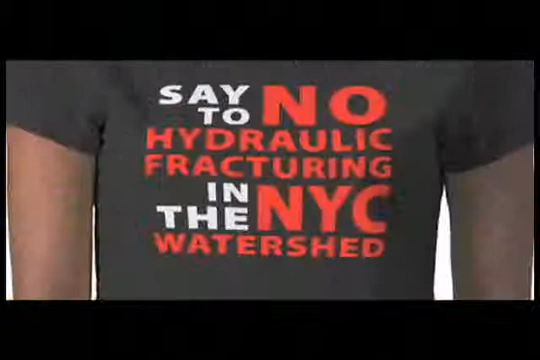 SAY NO
TO
HYDRAULIC
FRACTURING
IN NYC
THE
WATERSHED